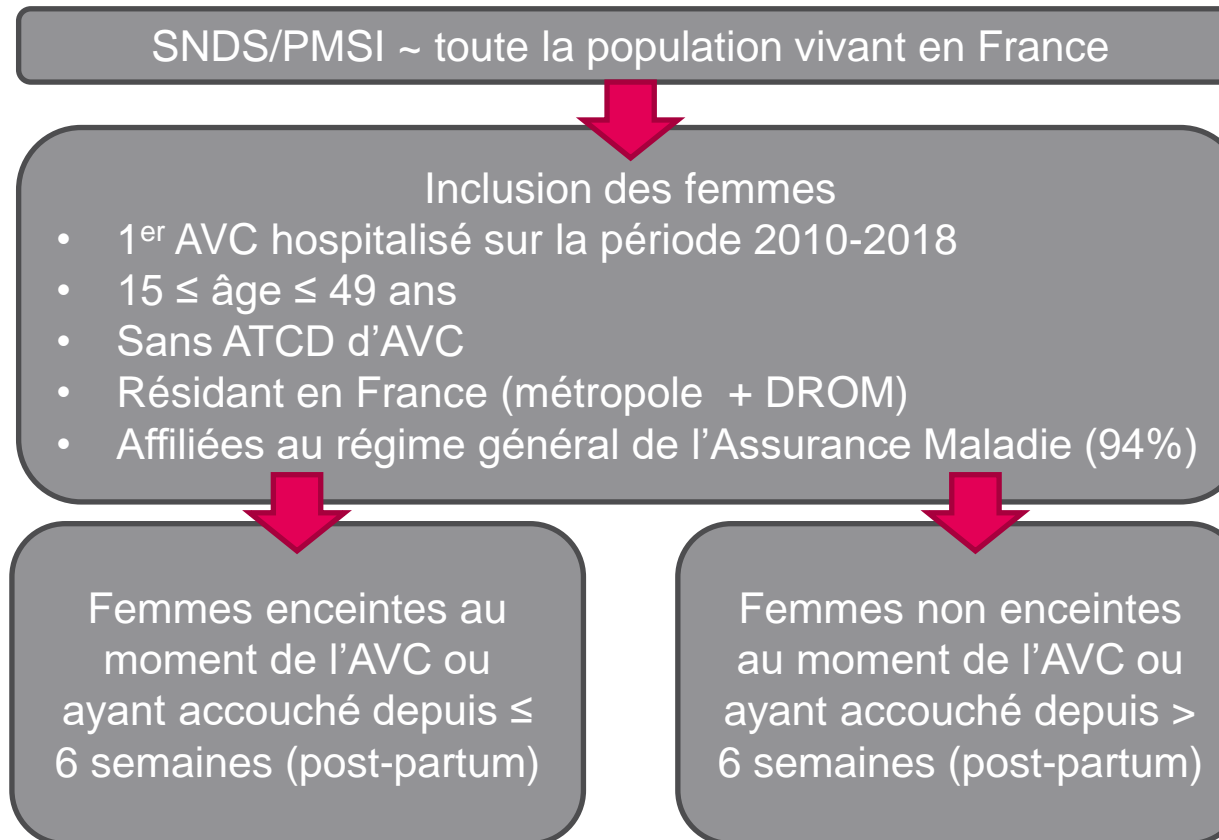 SNDS/PMSI ~ toute la population vivant en France
Inclusion des femmes
• 1er AVC hospitalisé sur la période 2010-2018
• 15 ≤ âge ≤ 49 ans
• Sans ATCD d’AVC
• Résidant en France (métropole + DROM)
• Affiliées au régime général de l’Assurance Maladie (94%)
Femmes enceintes au
moment de l’AVC ou
ayant accouché depuis ≤
6 semaines (post-partum)
Femmes non enceintes
au moment de l’AVC ou
ayant accouché depuis >
6 semaines (post-partum)